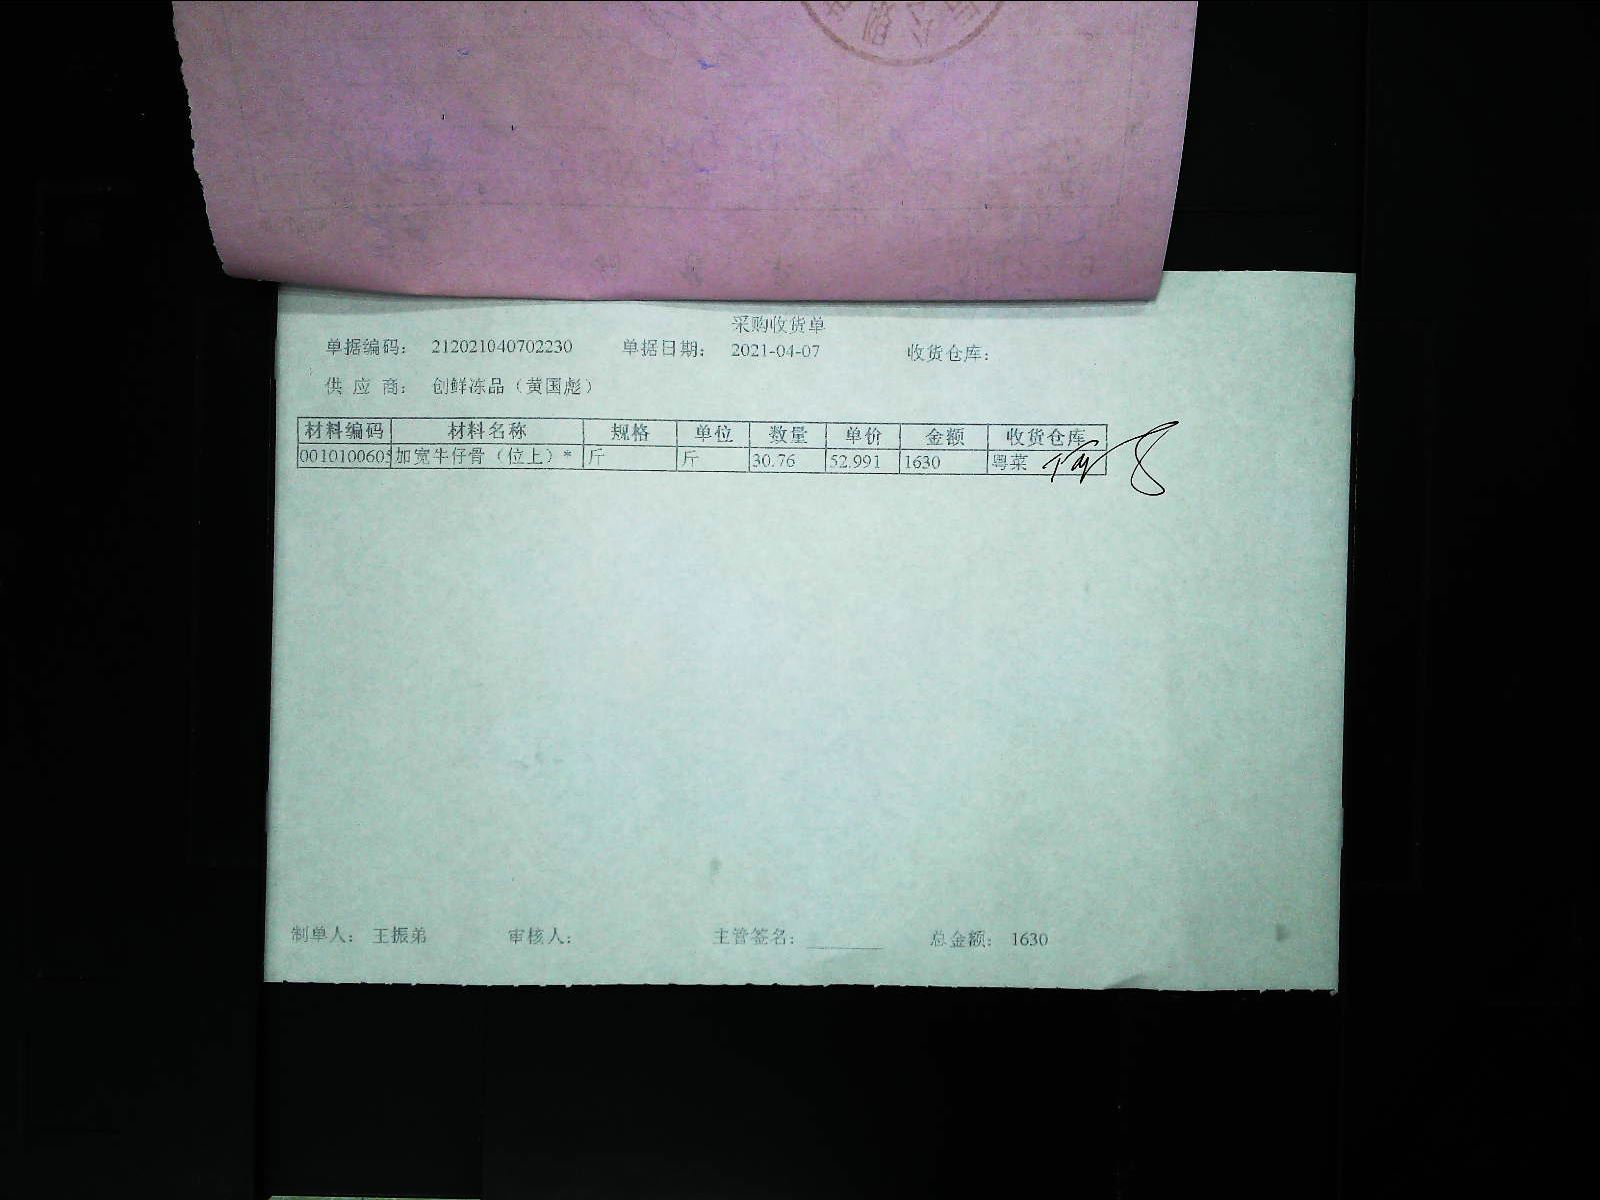 采购收货单
单据编码: 212021040702230 单据日期: 2021-04-07 收货仓库:
供 应 商: 创鲜冻品（黄国彪）
材料编码 材料名称 规格 单位 数量 单价 金额 收货仓库
001010060 加宽牛仔骨（位上）* 斤 斤 30.76 52.991 1630 粤菜
制单人: 王振弟 审核人: 主管签名: 总金额: 1630